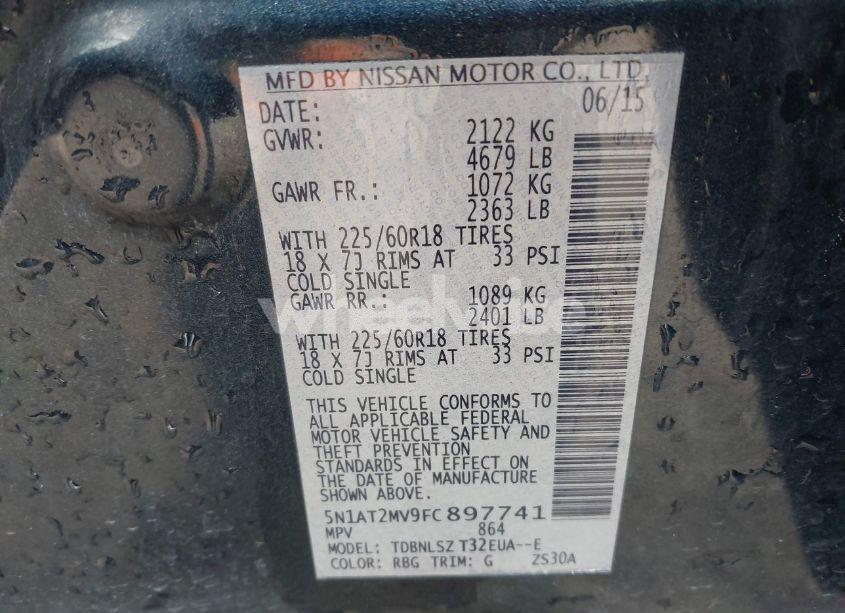 MFD BY NISSAN MOTOR CO., LTD.
DATE: 06/15
GVWR: 2122 KG
4679 LB
GAWR FR.: 1072 KG
2363 LB
WITH 225/60R18 TIRES
18 X 7J RIMS AT 33 PSI
COLD SINGLE
GAWR RR.: 1089 KG
2401 LB
WITH 225/60R18 TIRES
18 X 7J RIMS AT 33 PSI
COLD SINGLE
THIS VEHICLE CONFORMS TO
ALL APPLICABLE FEDERAL
MOTOR VEHICLE SAFETY AND
THEFT PREVENTION
STANDARDS IN EFFECT ON
THE DATE OF MANUFACTURE
SHOWN ABOVE.
5N1AT2MV9FC897741
MPV 864
MODEL: TDBNLSZ T32EUA--E
COLOR: RBG TRIM: G ZS30A